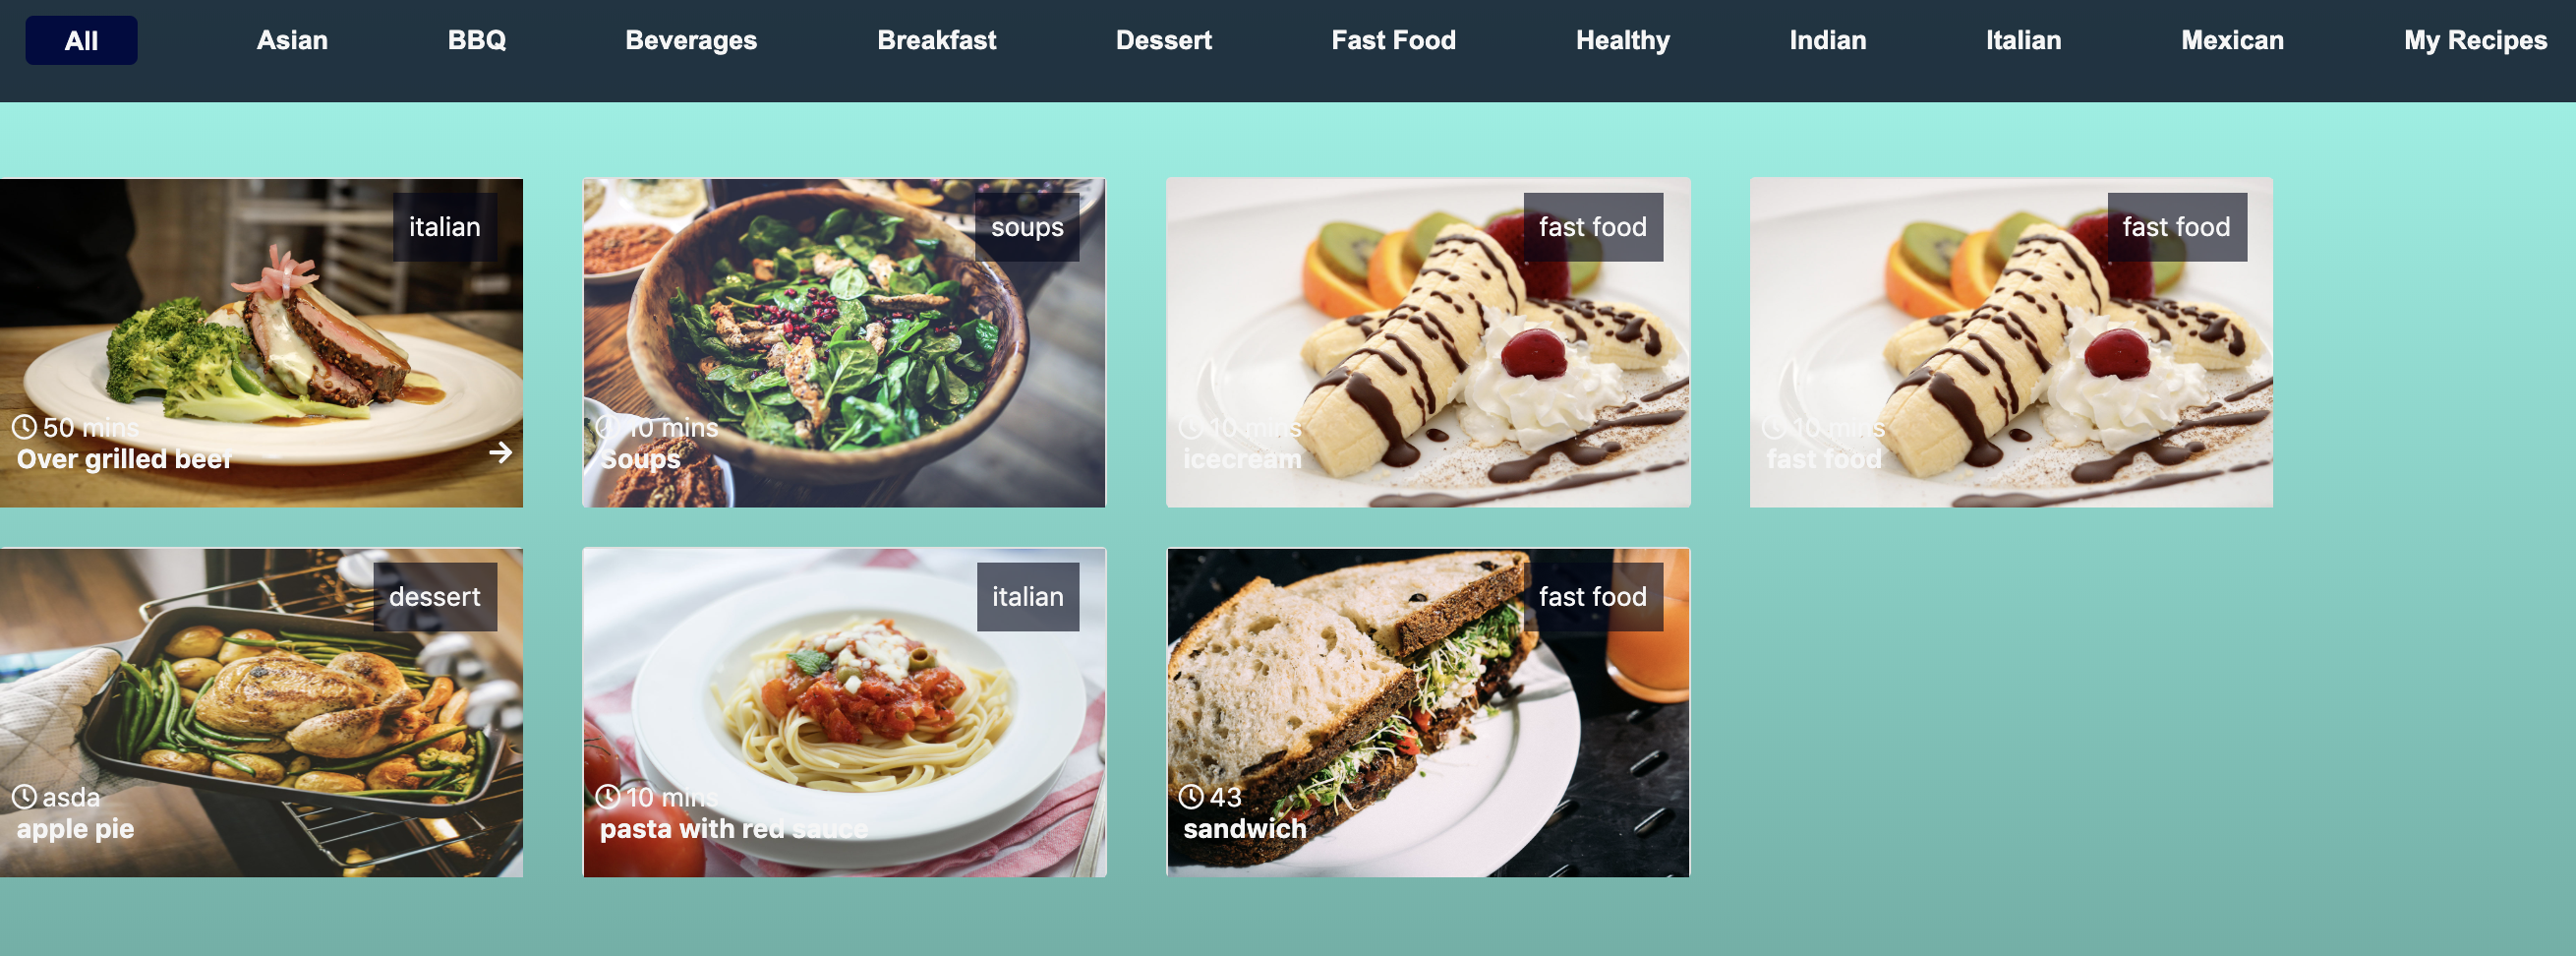 All Asian BBQ Beverages Breakfast Dessert Fast Food Healthy Indian Italian Mexican My Recipes
italian
50 mins
Over grilled beef
soups
10 mins
Soups
fast food
10 mins
icecream
fast food
10 mins
fast food
dessert
asda
apple pie
italian
10 mins
pasta with red sauce
fast food
43
sandwich